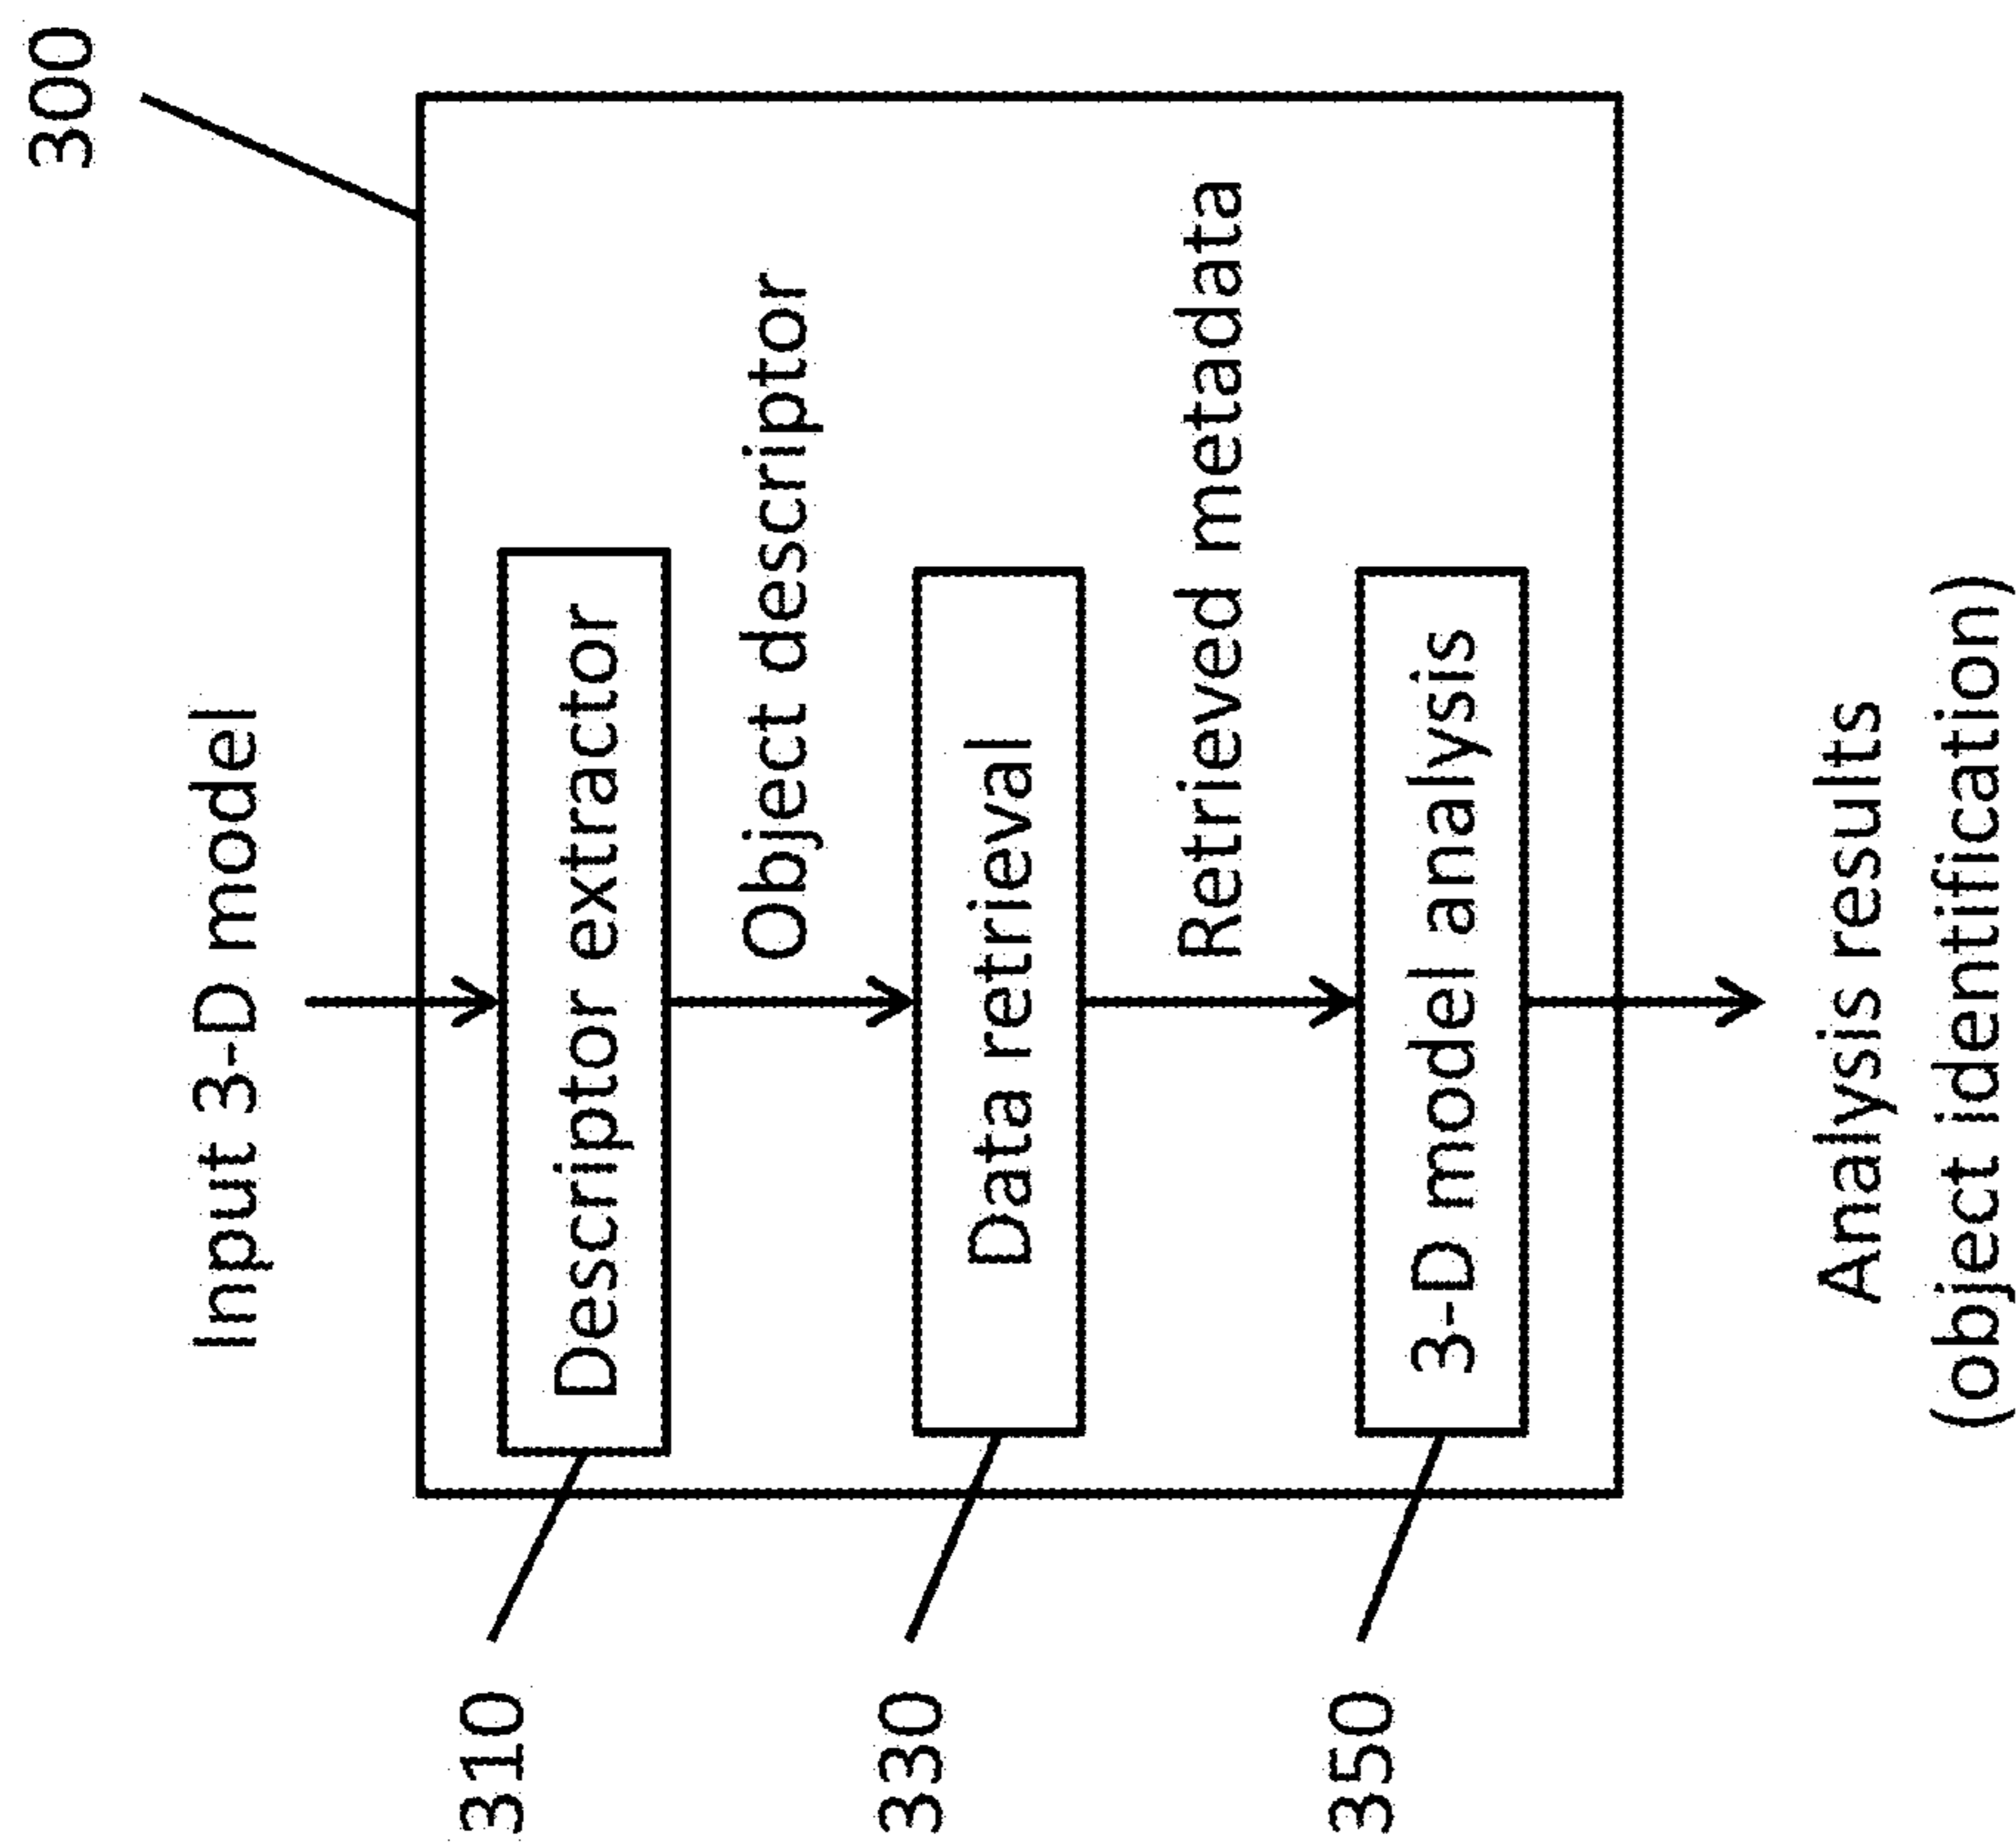 300
Input 3-D model
310
Descriptor extractor
Object descriptor
330
Data retrieval
Retrieved metadata
350
3-D model analysis
Analysis results
(object identification)